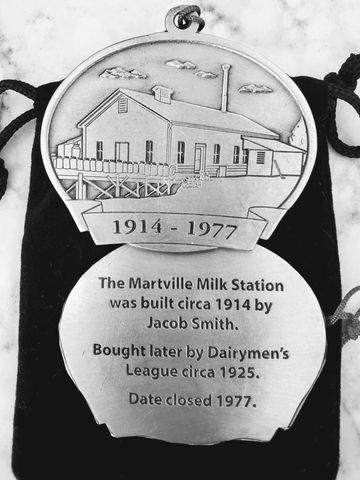 1914 - 1977
The Martville Milk Station
was built circa 1914 by
Jacob Smith.
Bought later by Dairymen's
League circa 1925.
Date closed 1977.